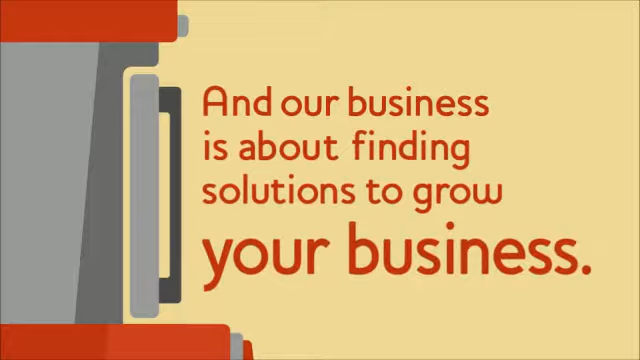 And our business
is about finding
solutions to grow
your business.